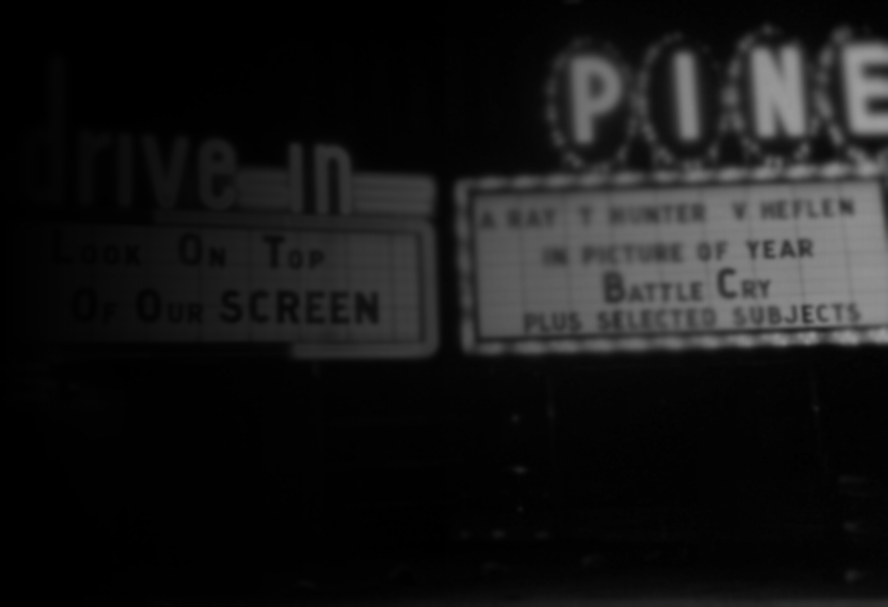 drive in
Look On Top
Of Our SCREEN
PINE
A RAY T HUNTER V HEFLEN
IN PICTURE OF YEAR
Battle Cry
PLUS SELECTED SUBJECTS